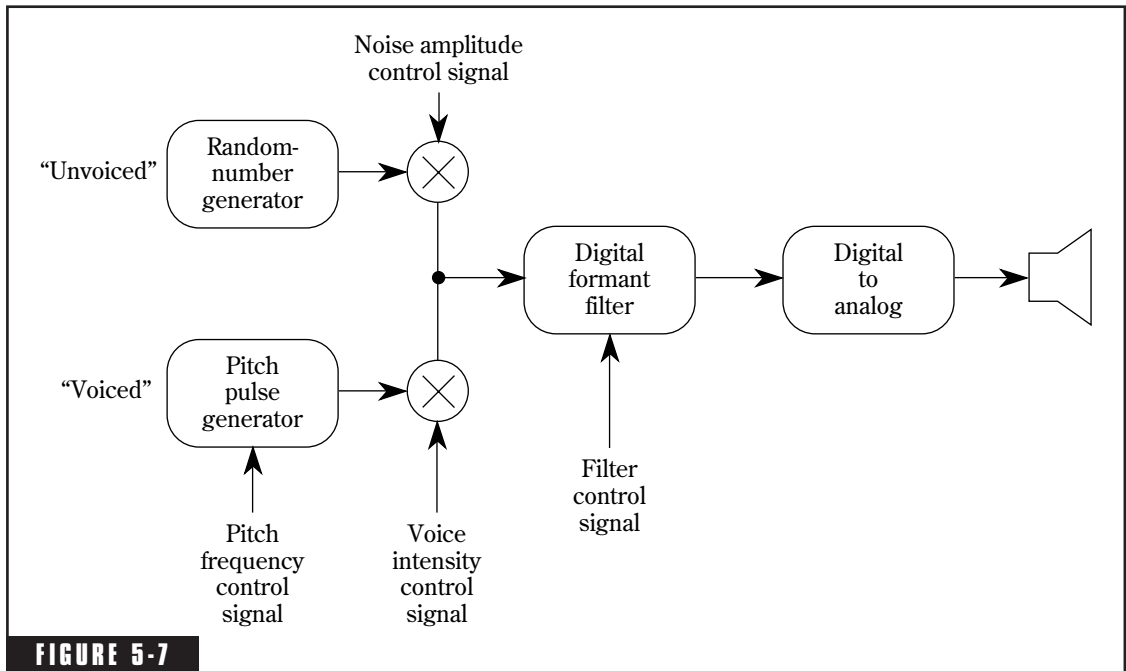 Noise amplitude
control signal
“Unvoiced”
Random-
number
generator
Digital
formant
filter
Digital
to
analog
“Voiced”
Pitch
pulse
generator
Filter
control
signal
Pitch
frequency
control
signal
Voice
intensity
control
signal
FIGURE 5-7